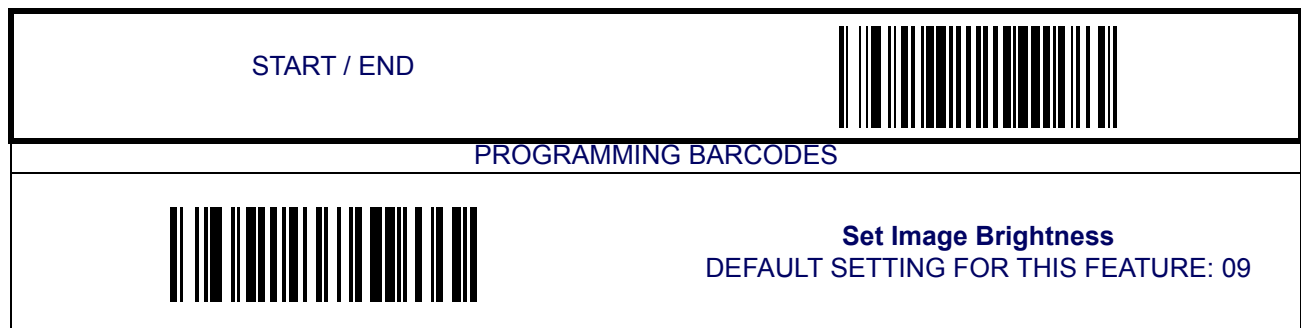 START / END
PROGRAMMING BARCODES
Set Image Brightness
DEFAULT SETTING FOR THIS FEATURE: 09